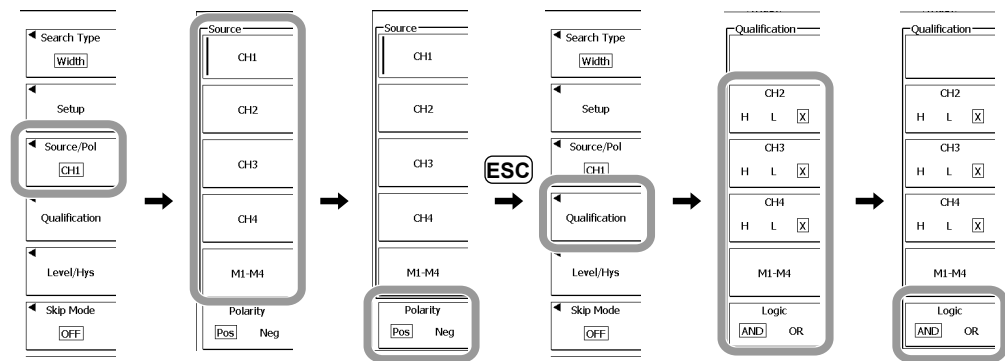 Search Type
Width
Setup
Source/Pol
CH1
Qualification
Level/Hys
Skip Mode
OFF
Source
CH1
CH2
CH3
CH4
M1-M4
Polarity
Pos Neg
Source
CH1
CH2
CH3
CH4
M1-M4
Polarity
Pos Neg
ESC
Search Type
Width
Setup
Source/Pol
CH1
Qualification
Level/Hys
Skip Mode
OFF
Qualification
CH2
H L X
CH3
H L X
CH4
H L X
M1-M4
Logic
AND OR
Qualification
CH2
H L X
CH3
H L X
CH4
H L X
M1-M4
Logic
AND OR